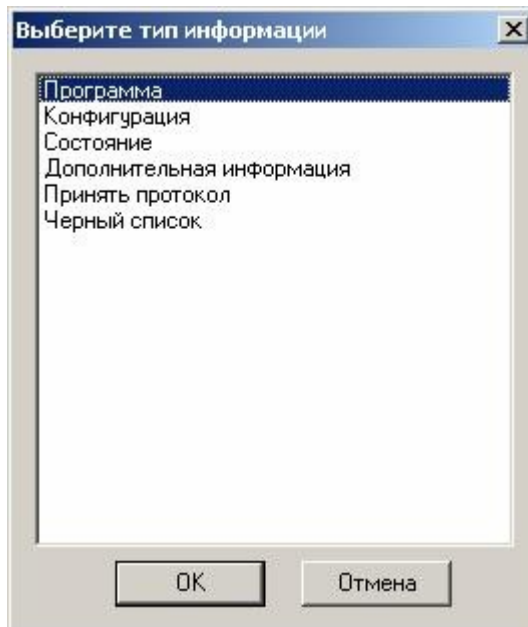 Выберите тип информации
Программа
Конфигурация
Состояние
Дополнительная информация
Принять протокол
Черный список
OK
Отмена